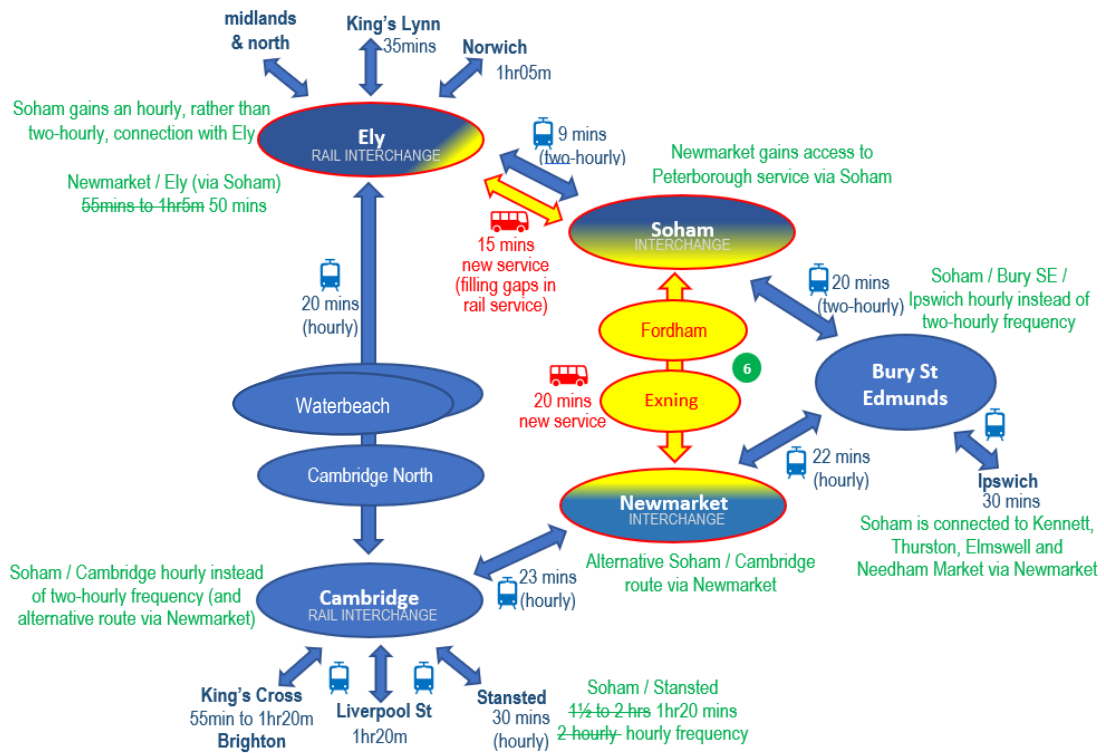 midlands
& north
King's Lynn
35mins
Norwich
1hr05m
Soham gains an hourly, rather than
two-hourly, connection with Ely
Ely
RAIL INTERCHANGE
9 mins
(two-hourly)
Newmarket gains access to
Peterborough service via Soham
Newmarket / Ely (via Soham)
55mins to 1hr5m 50 mins
Soham
INTERCHANGE
15 mins
new service
(filling gaps in
rail service)
20 mins
(hourly)
20 mins
(two-hourly)
Soham / Bury SE /
Ipswich hourly instead of
two-hourly frequency
Fordham
6
Bury St
Edmunds
Exning
20 mins
new service
Waterbeach
Cambridge North
22 mins
(hourly)
Ipswich
30 mins
Newmarket
INTERCHANGE
Soham is connected to Kennett,
Thurston, Elmswell and
Needham Market via Newmarket
Alternative Soham / Cambridge
route via Newmarket
Soham / Cambridge hourly instead
of two-hourly frequency (and
alternative route via Newmarket)
23 mins
(hourly)
Cambridge
RAIL INTERCHANGE
King's Cross
55min to 1hr20m
Brighton
Liverpool St
1hr20m
Stansted
30 mins
(hourly)
Soham / Stansted
1½ to 2 hrs 1hr20 mins
2 hourly hourly frequency